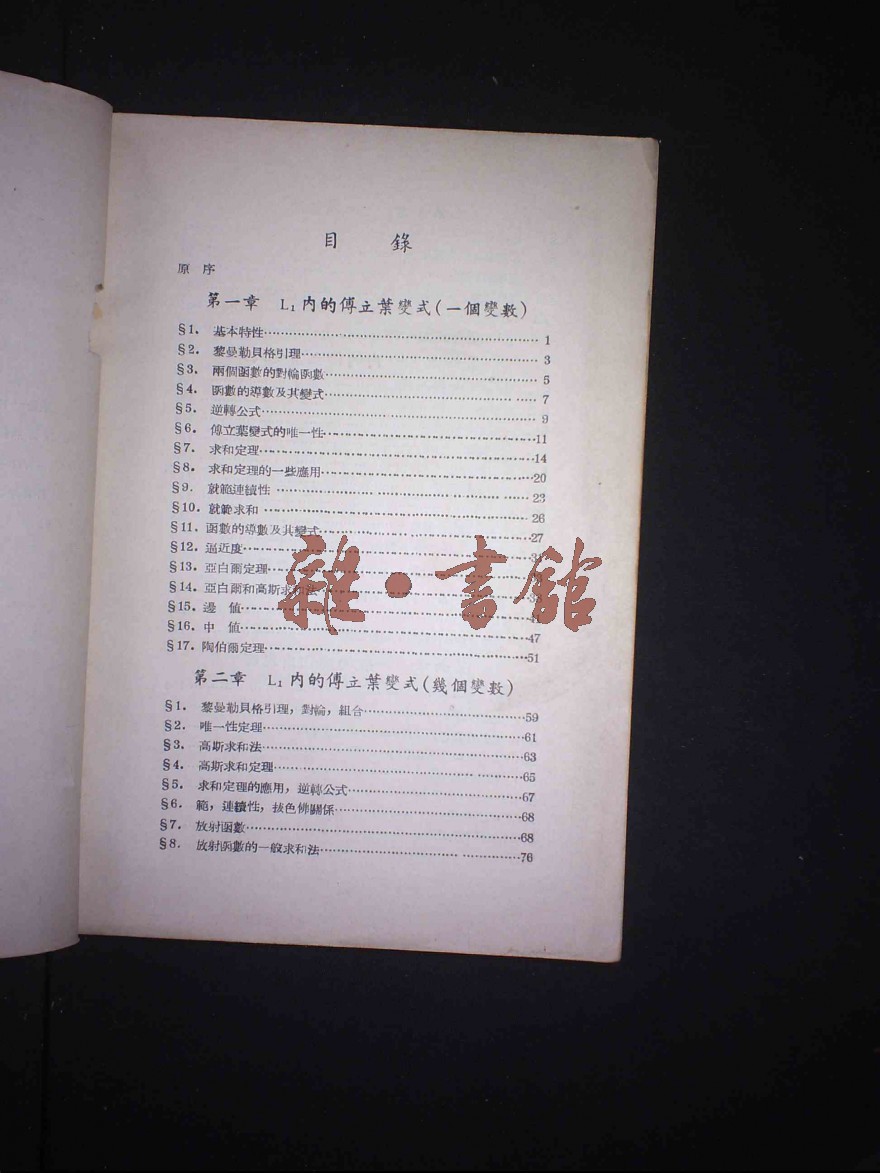 目 錄
原 序
第一章 L₁ 內的傅立葉變式(一個變數)
§1. 基本特性……1
§2. 黎曼勒貝格引理……3
§3. 兩個函數的對輪函數……5
§4. 函數的導數及其變式……7
§5. 逆轉公式……9
§6. 傅立葉變式的唯一性……11
§7. 求和定理……14
§8. 求和定理的一些應用……20
§9. 就範連續性……23
§10. 就範求和……26
§11. 函數的導數及其變式……27
§12. 逼近度……
§13. 亞白爾定理……
§14. 亞白爾和高斯求和法……
§15. 邊 值……
§16. 中 值……47
§17. 陶伯爾定理……51
第二章 L₁ 內的傅立葉變式(幾個變數)
§1. 黎曼勒貝格引理,對輪,組合……59
§2. 唯一性定理……61
§3. 高斯求和法……63
§4. 高斯求和定理……65
§5. 求和定理的應用,逆轉公式……67
§6. 範,連續性,拔色佛關係……68
§7. 放射函數……68
§8. 放射函數的一般求和法……76
雜·書館